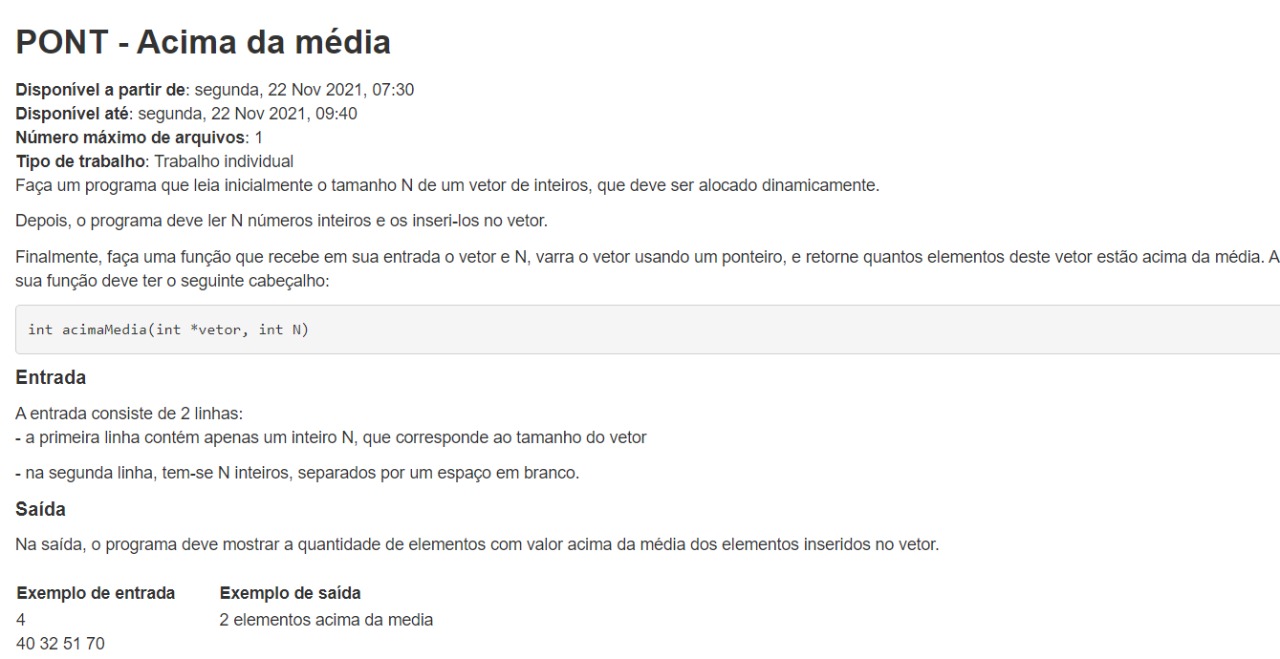 PONT - Acima da média
Disponível a partir de: segunda, 22 Nov 2021, 07:30
Disponível até: segunda, 22 Nov 2021, 09:40
Número máximo de arquivos: 1
Tipo de trabalho: Trabalho individual
Faça um programa que leia inicialmente o tamanho N de um vetor de inteiros, que deve ser alocado dinamicamente.
Depois, o programa deve ler N números inteiros e os inseri-los no vetor.
Finalmente, faça uma função que recebe em sua entrada o vetor e N, varra o vetor usando um ponteiro, e retorne quantos elementos deste vetor estão acima da média. A
sua função deve ter o seguinte cabeçalho:
int acimaMedia(int *vetor, int N)
Entrada
A entrada consiste de 2 linhas:
- a primeira linha contém apenas um inteiro N, que corresponde ao tamanho do vetor
- na segunda linha, tem-se N inteiros, separados por um espaço em branco.
Saída
Na saída, o programa deve mostrar a quantidade de elementos com valor acima da média dos elementos inseridos no vetor.
Exemplo de entrada Exemplo de saída
4 2 elementos acima da media
40 32 51 70